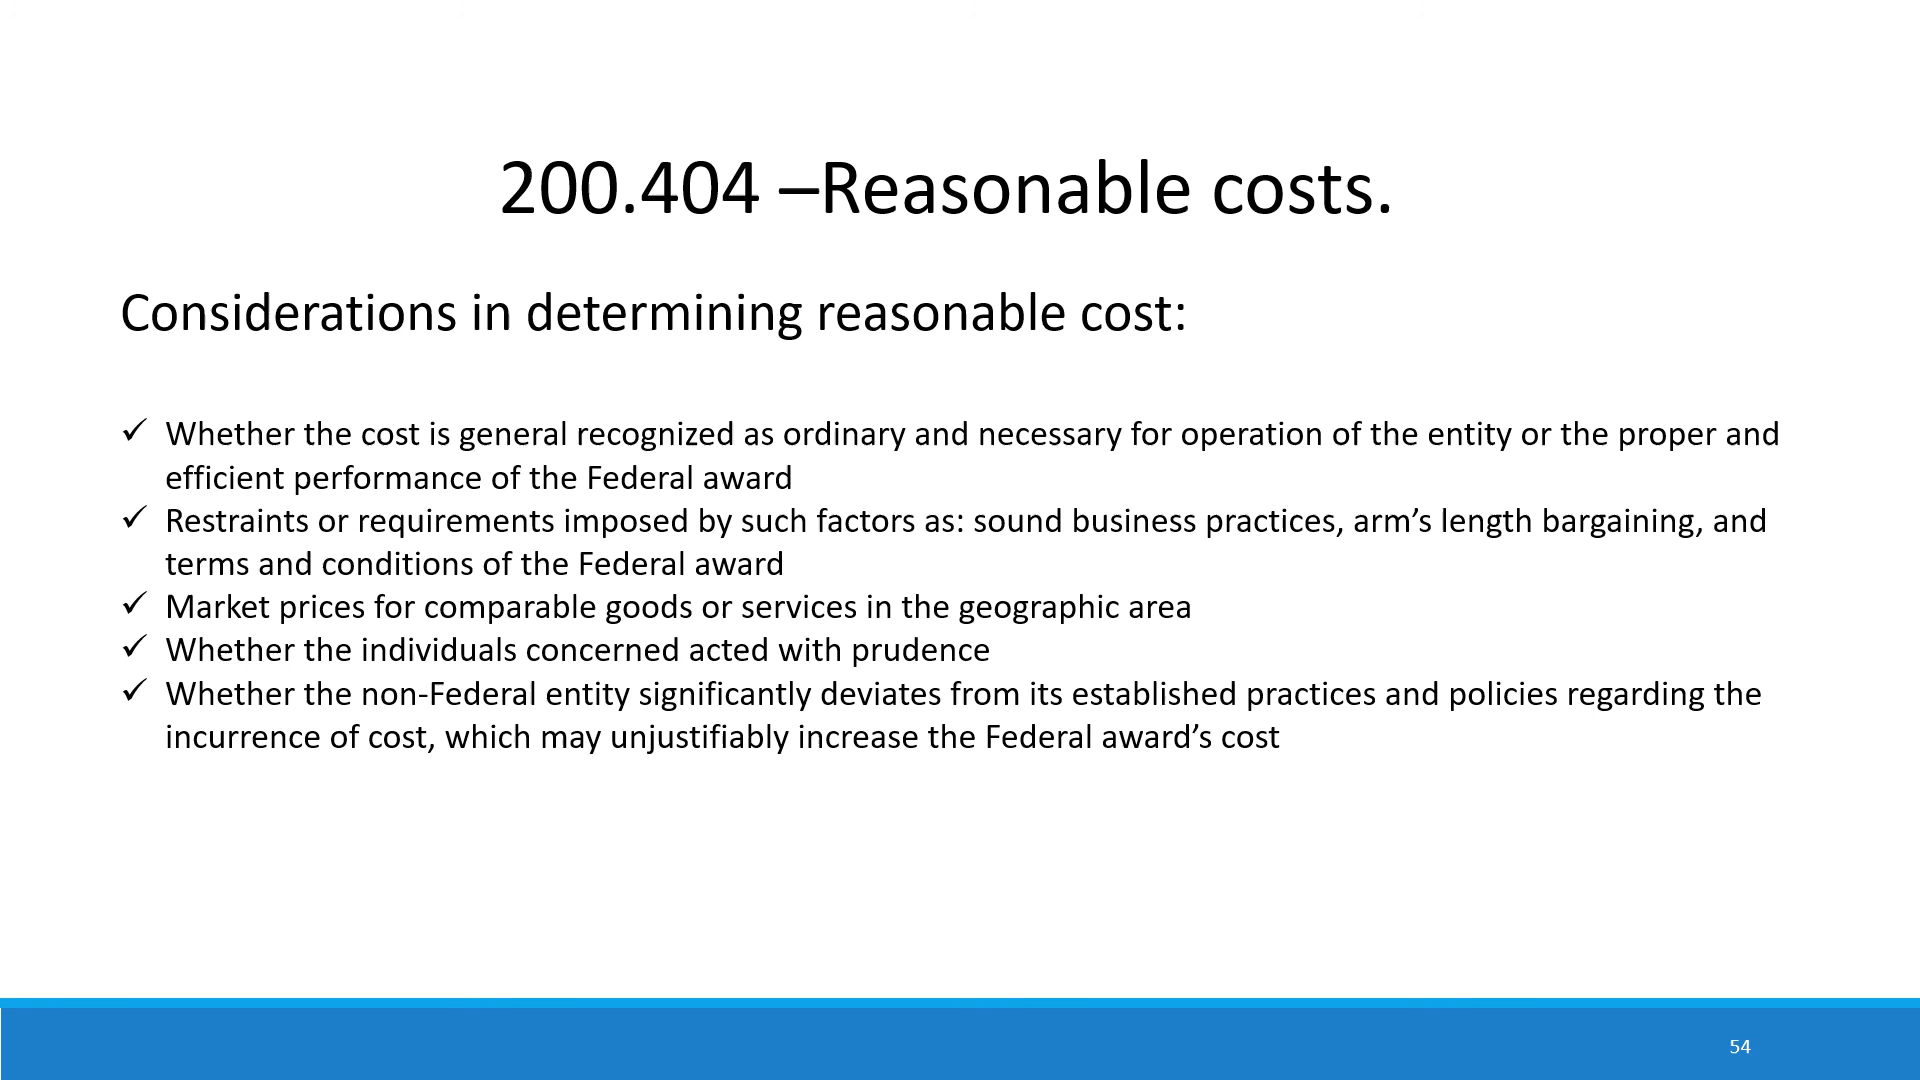 200.404 –Reasonable costs.
Considerations in determining reasonable cost:
✓ Whether the cost is general recognized as ordinary and necessary for operation of the entity or the proper and
efficient performance of the Federal award
✓ Restraints or requirements imposed by such factors as: sound business practices, arm’s length bargaining, and
terms and conditions of the Federal award
✓ Market prices for comparable goods or services in the geographic area
✓ Whether the individuals concerned acted with prudence
✓ Whether the non-Federal entity significantly deviates from its established practices and policies regarding the
incurrence of cost, which may unjustifiably increase the Federal award’s cost
54